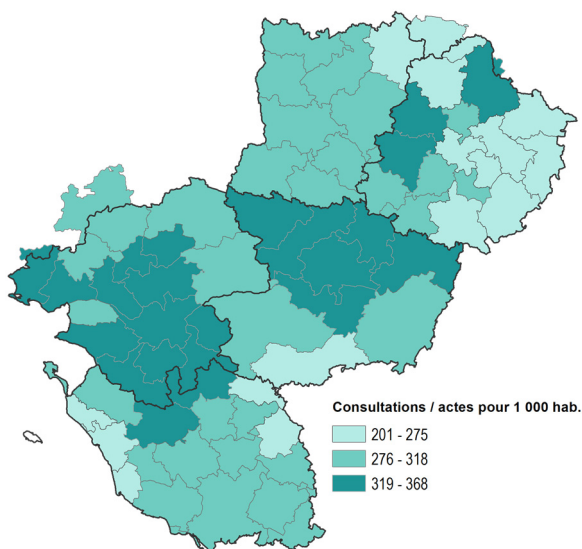 Consultations / actes pour 1 000 hab.
201 - 275
276 - 318
319 - 368